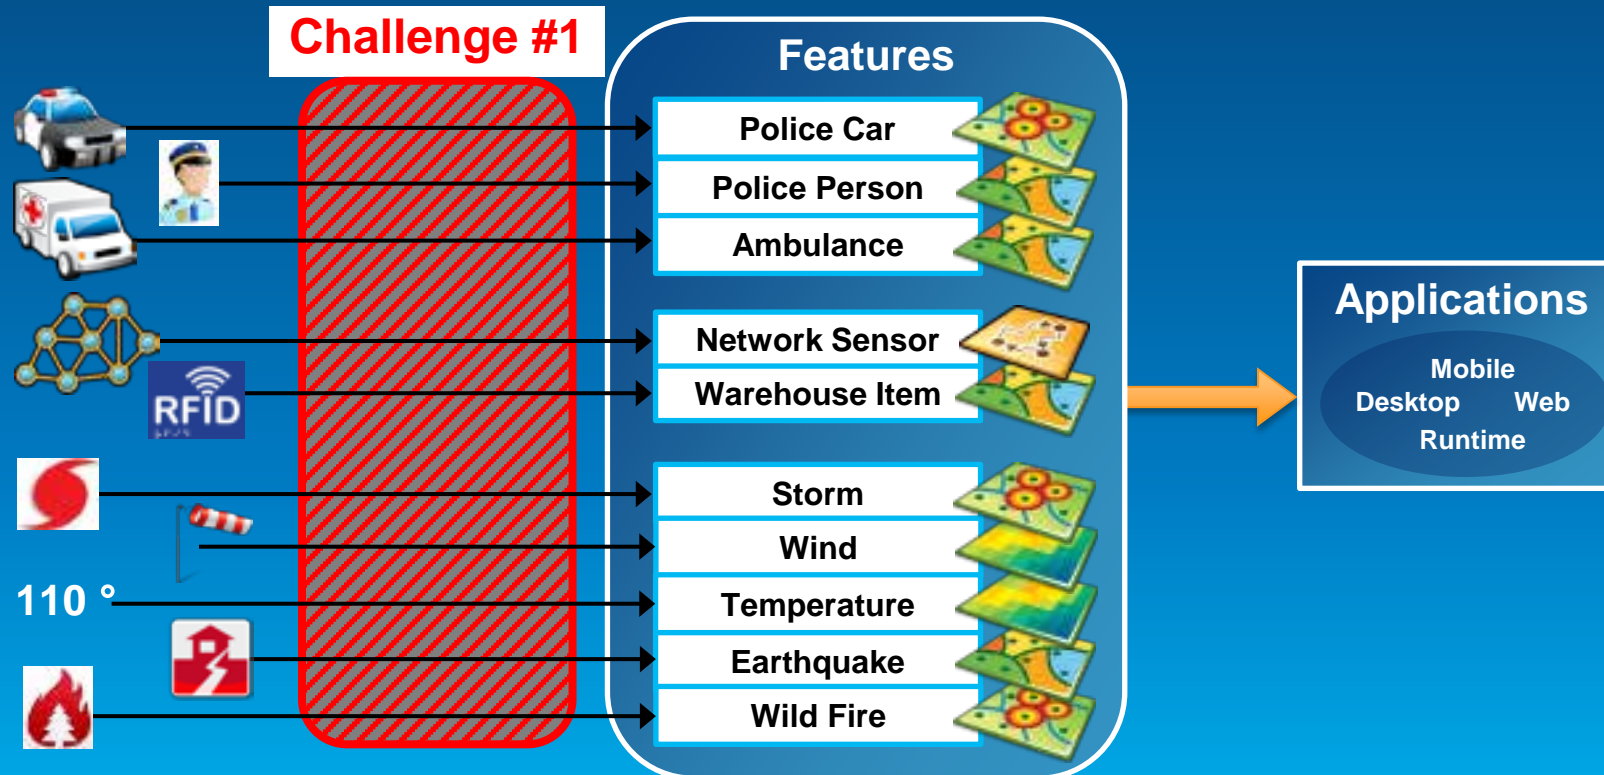 Challenge #1
Features
Police Car
Police Person
Ambulance
Network Sensor
Warehouse Item
RFID
Storm
Wind
110 °
Temperature
Earthquake
Wild Fire
Applications
Mobile
Desktop Web
Runtime